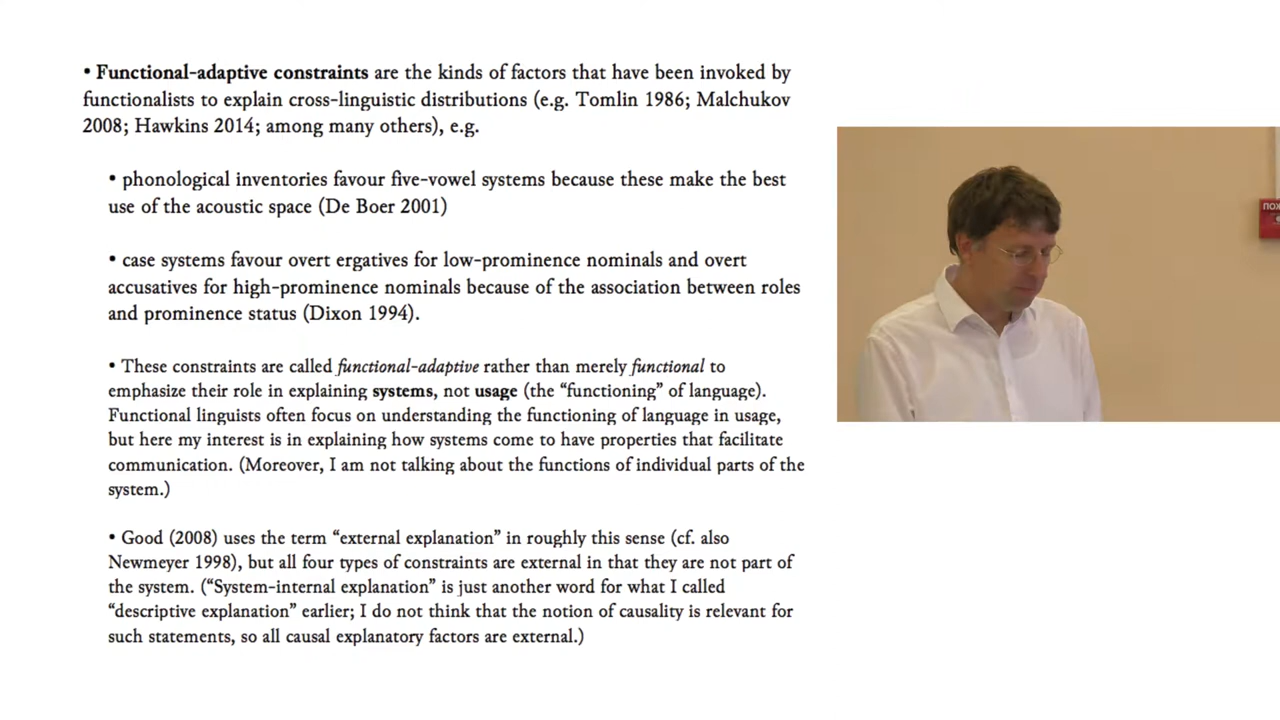 • Functional-adaptive constraints are the kinds of factors that have been invoked by
functionalists to explain cross-linguistic distributions (e.g. Tomlin 1986; Malchukov
2008; Hawkins 2014; among many others), e.g.
• phonological inventories favour five-vowel systems because these make the best
use of the acoustic space (De Boer 2001)
• case systems favour overt ergatives for low-prominence nominals and overt
accusatives for high-prominence nominals because of the association between roles
and prominence status (Dixon 1994).
• These constraints are called functional-adaptive rather than merely functional to
emphasize their role in explaining systems, not usage (the “functioning” of language).
Functional linguists often focus on understanding the functioning of language in usage,
but here my interest is in explaining how systems come to have properties that facilitate
communication. (Moreover, I am not talking about the functions of individual parts of the
system.)
• Good (2008) uses the term “external explanation” in roughly this sense (cf. also
Newmeyer 1998), but all four types of constraints are external in that they are not part of
the system. (“System-internal explanation” is just another word for what I called
“descriptive explanation” earlier; I do not think that the notion of causality is relevant for
such statements, so all causal explanatory factors are external.)